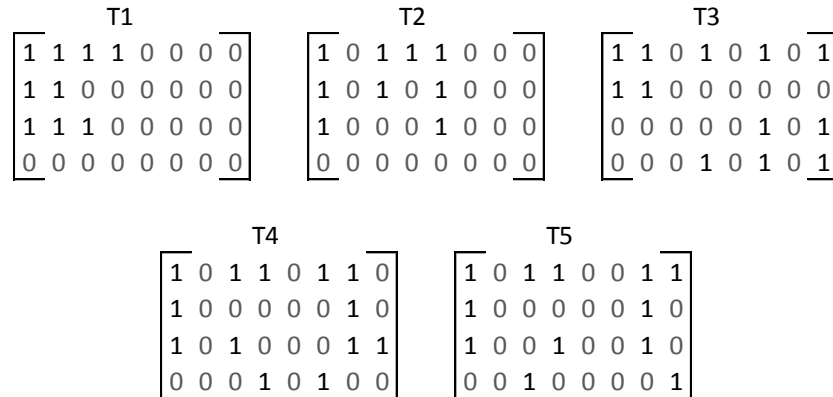 T1 T2 T3
1 1 1 1 0 0 0 0 1 0 1 1 1 0 0 0 1 1 0 1 0 1 0 1
1 1 0 0 0 0 0 0 1 0 1 0 1 0 0 0 1 1 0 0 0 0 0 0
1 1 1 0 0 0 0 0 1 0 0 0 1 0 0 0 0 0 0 0 0 1 0 1
0 0 0 0 0 0 0 0 0 0 0 0 0 0 0 0 0 0 0 1 0 1 0 1
T4 T5
1 0 1 1 0 1 1 0 1 0 1 1 0 0 1 1
1 0 0 0 0 0 1 0 1 0 0 0 0 0 1 0
1 0 1 0 0 0 1 1 1 0 0 1 0 0 1 0
0 0 0 1 0 1 0 0 0 0 1 0 0 0 0 1